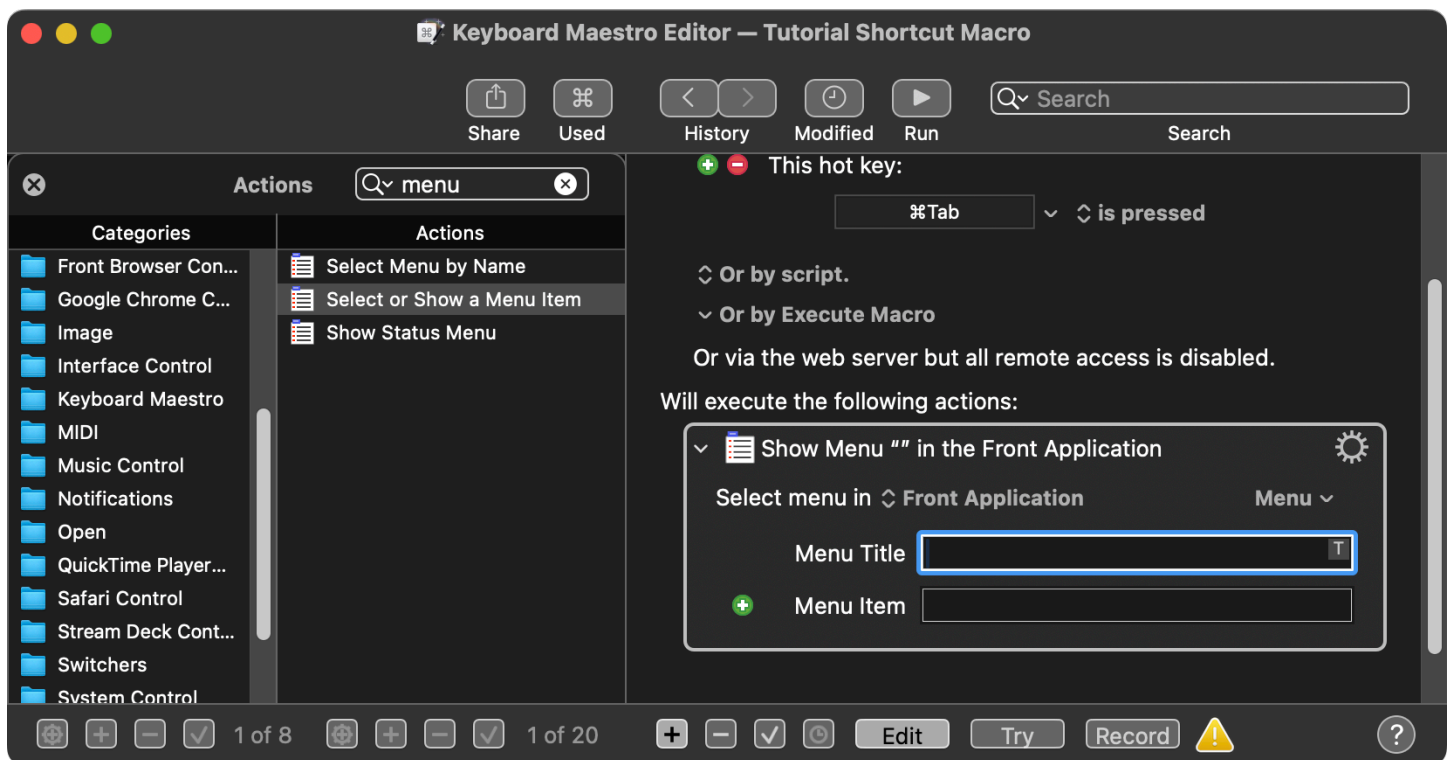 Keyboard Maestro Editor — Tutorial Shortcut Macro
Share
Used
History
Modified
Run
Search
Search
Actions
menu
Categories
Front Browser Con...
Google Chrome C...
Image
Interface Control
Keyboard Maestro
MIDI
Music Control
Notifications
Open
QuickTime Player...
Safari Control
Stream Deck Cont...
Switchers
System Control
Actions
Select Menu by Name
Select or Show a Menu Item
Show Status Menu
This hot key:
⌘Tab
is pressed
Or by script.
Or by Execute Macro
Or via the web server but all remote access is disabled.
Will execute the following actions:
Show Menu “” in the Front Application
Select menu in Front Application Menu
Menu Title
T
Menu Item
1 of 8
1 of 20
Edit
Try
Record
?